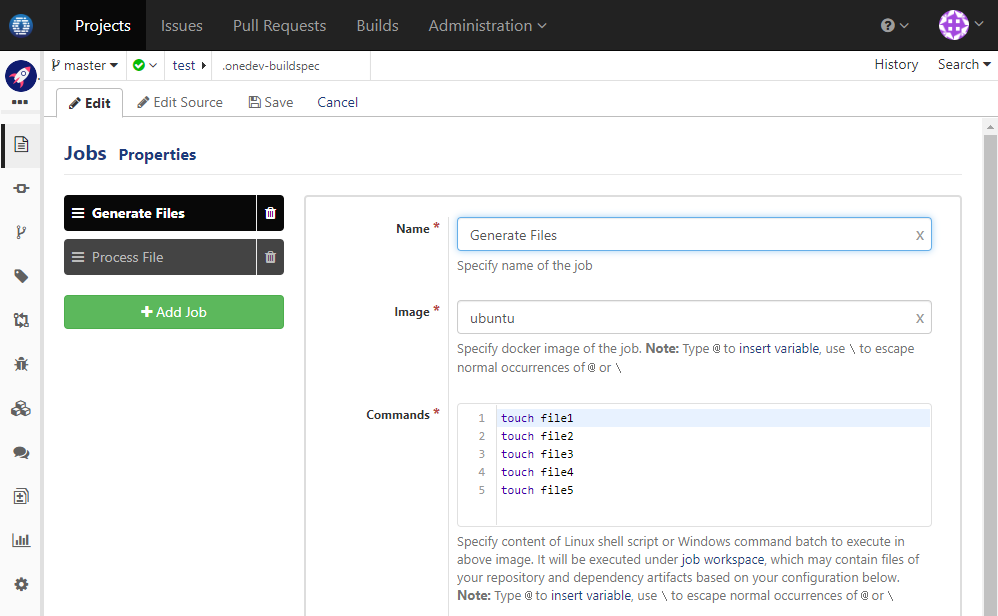 Projects Issues Pull Requests Builds Administration
master test .onedev-buildspec History Search
Edit Edit Source Save Cancel
Jobs Properties
Generate Files
Process File
Add Job
Name *
Generate Files x
Specify name of the job
Image *
ubuntu x
Specify docker image of the job. Note: Type @ to insert variable, use \ to escape
normal occurrences of @ or \
Commands *
1 touch file1
2 touch file2
3 touch file3
4 touch file4
5 touch file5
Specify content of Linux shell script or Windows command batch to execute in
above image. It will be executed under job workspace, which may contain files of
your repository and dependency artifacts based on your configuration below.
Note: Type @ to insert variable, use \ to escape normal occurrences of @ or \